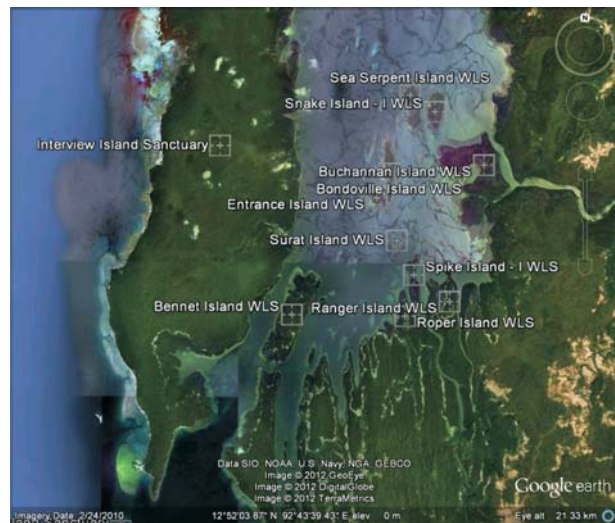 N
Sea Serpent Island WLS
Snake Island - I WLS
Interview Island Sanctuary
Buchannan Island WLS
Bondoville Island WLS
Entrance Island WLS
Surat Island WLS
Spike Island - I WLS
Bennet Island WLS
Ranger Island WLS
Roper Island WLS
Data SIO, NOAA, U.S. Navy, NGA, GEBCO
Image © 2012 GeoEye
Image © 2012 DigitalGlobe
Image © 2012 TerraMetrics
Google earth
Imagery Date: 2/24/2010
12°52'03.87" N 92°43'39.43" E elev 0 m
Eye alt 21.33 km